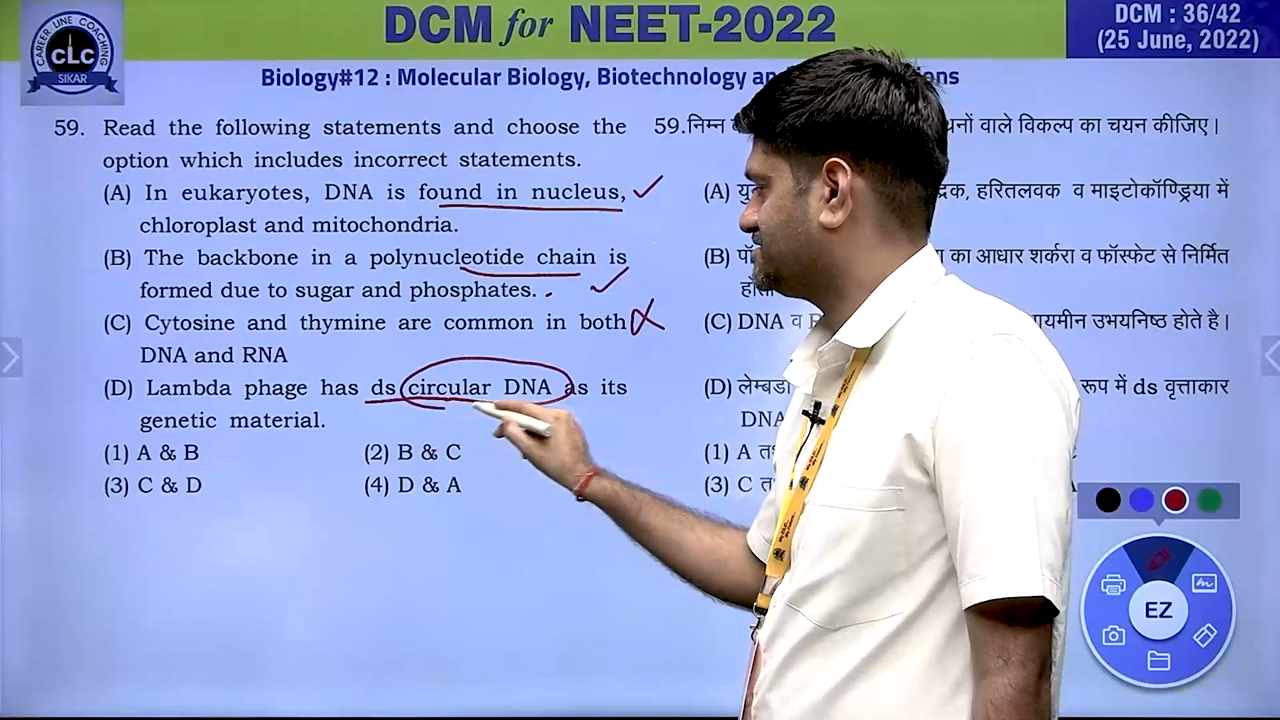 DCM for NEET-2022
DCM : 36/42
(25 June, 2022)
CAREER LINE COACHING
CLC
SIKAR
Biology#12 : Molecular Biology, Biotechnology
59. Read the following statements and choose the
option which includes incorrect statements.
(A) In eukaryotes, DNA is found in nucleus,
chloroplast and mitochondria.
(B) The backbone in a polynucleotide chain is
formed due to sugar and phosphates.
(C) Cytosine and thymine are common in both
DNA and RNA
(D) Lambda phage has ds circular DNA as its
genetic material.
(1) A & B (2) B & C
(3) C & D (4) D & A
59. निम्न वाले विकल्प का चयन कीजिए।
(A) हरितलवक व माइटोकॉण्ड्रिया में
(B) का आधार शर्करा व फॉस्फेट से निर्मित
(C) DNA व उभयनिष्ठ होते है।
(D) लेम्बडा रूप में ds वृत्ताकार
DNA
(1) A
(3) C
EZ